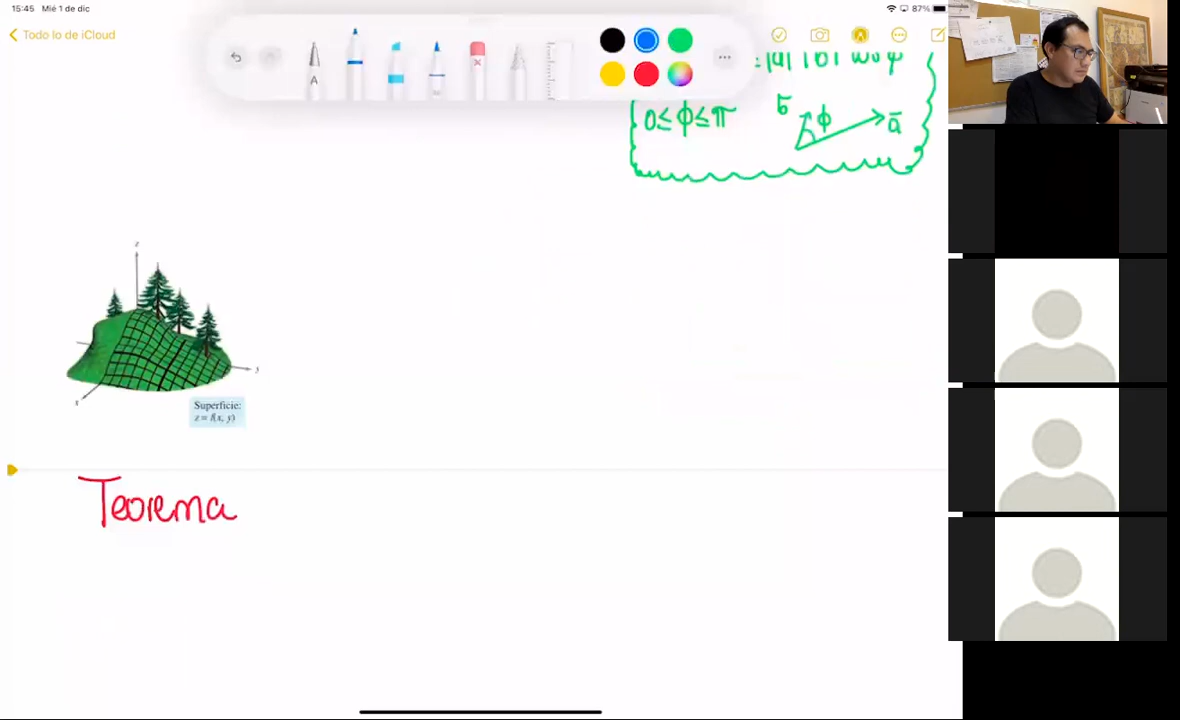 15:45 Mié 1 de dic
87%
Todo lo de iCloud
A
0≤ϕ≤π
b̄
ϕ
ā
z
y
x
Superficie:
z = f(x, y)
Teorema